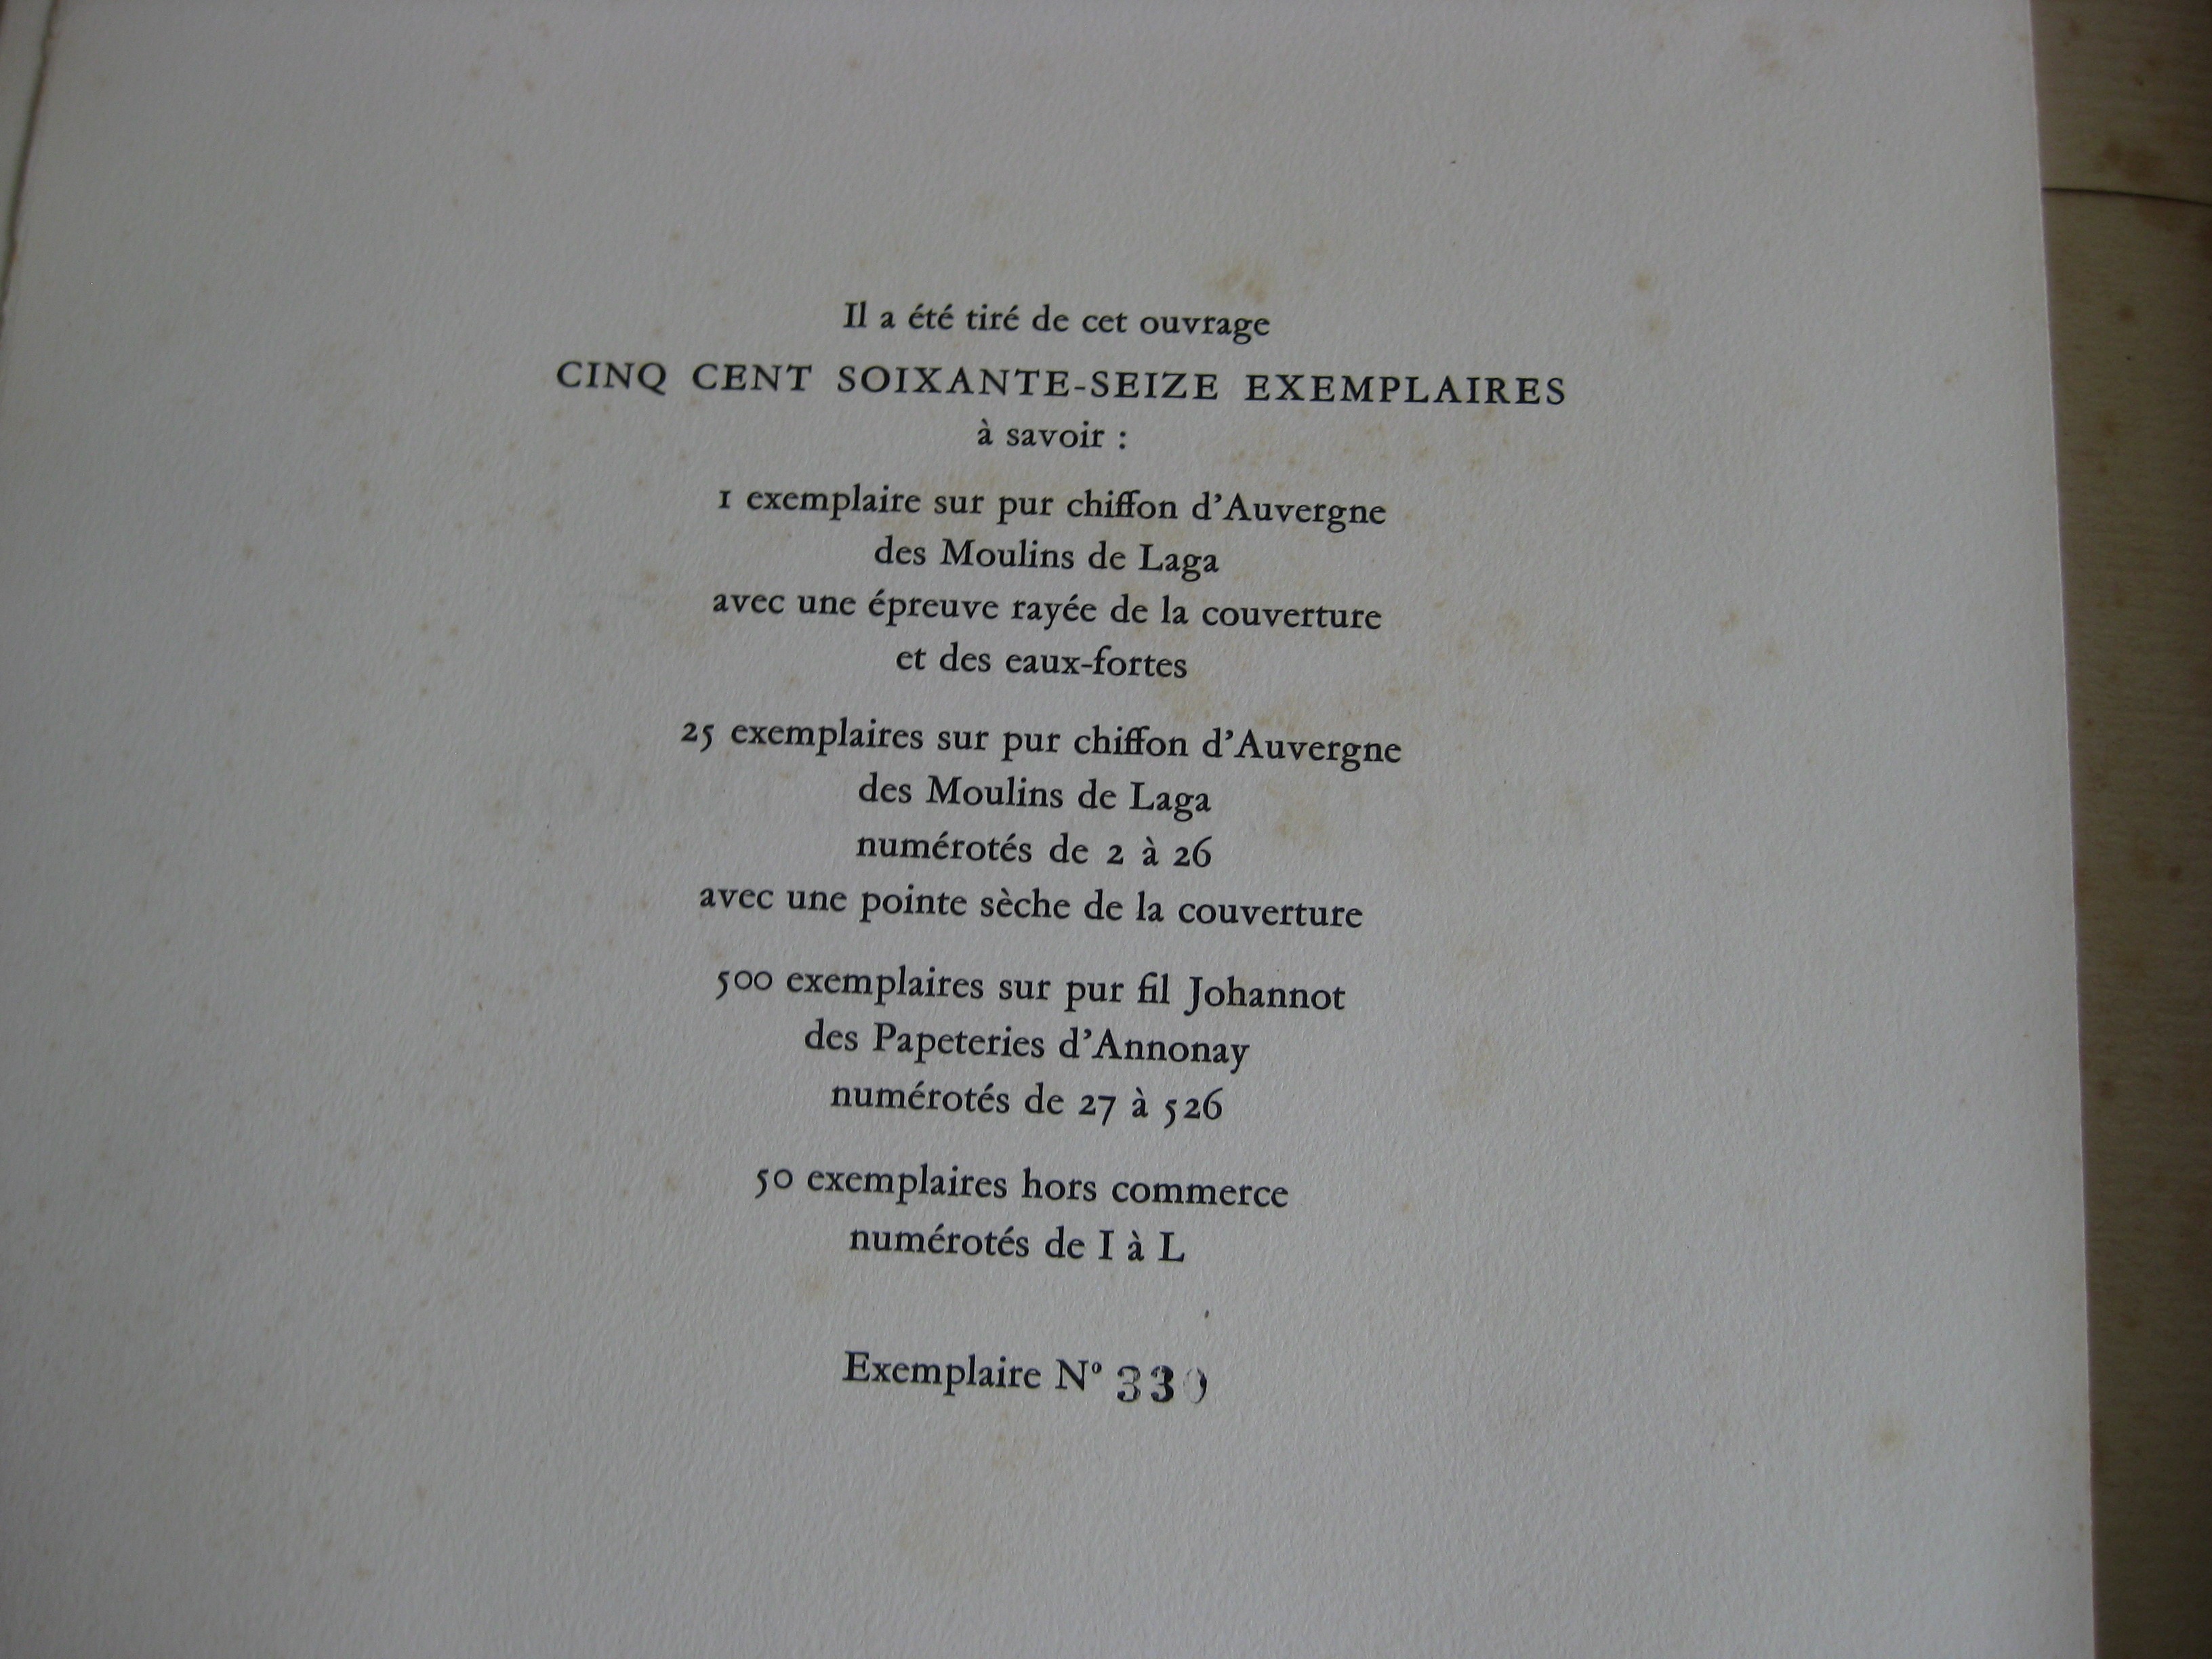 Il a été tiré de cet ouvrage
CINQ CENT SOIXANTE-SEIZE EXEMPLAIRES
à savoir :
1 exemplaire sur pur chiffon d'Auvergne
des Moulins de Laga
avec une épreuve rayée de la couverture
et des eaux-fortes
25 exemplaires sur pur chiffon d'Auvergne
des Moulins de Laga
numérotés de 2 à 26
avec une pointe sèche de la couverture
500 exemplaires sur pur fil Johannot
des Papeteries d'Annonay
numérotés de 27 à 526
50 exemplaires hors commerce
numérotés de I à L
Exemplaire Nº